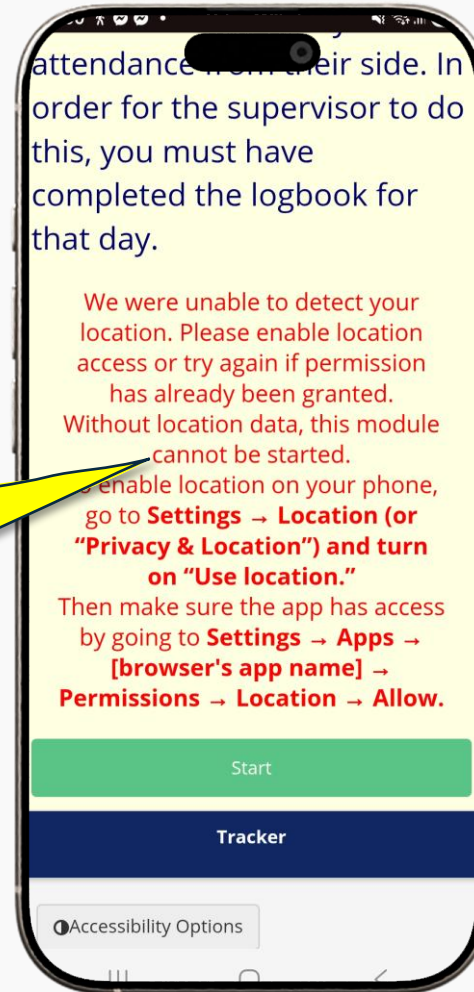 attendance from their side. In
order for the supervisor to do
this, you must have
completed the logbook for
that day.
We were unable to detect your
location. Please enable location
access or try again if permission
has already been granted.
Without location data, this module
cannot be started.
enable location on your phone,
go to Settings → Location (or
“Privacy & Location”) and turn
on “Use location.”
Then make sure the app has access
by going to Settings → Apps →
[browser's app name] →
Permissions → Location → Allow.
Start
Tracker
Accessibility Options